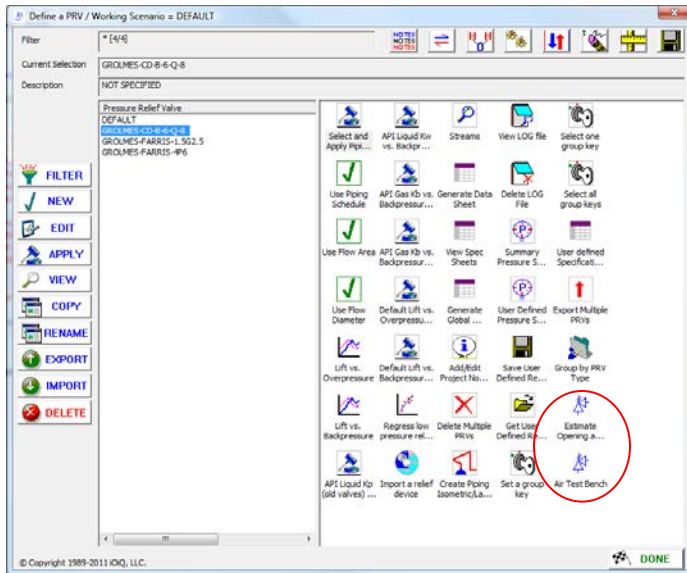 Define a PRV / Working Scenario = DEFAULT
Filter
* [4/4]
NOTES
NOTES
NOTES
Current Selection
GROLMES-CD-8-6-Q-8
Description
NOT SPECIFIED
Pressure Relief Valve
DEFAULT
GROLMES-CD-8-6-Q-8
GROLMES-FARRIS-1.5G2.5
GROLMES-FARRIS-4P6
FILTER
NEW
EDIT
APPLY
VIEW
COPY
RENAME
EXPORT
IMPORT
DELETE
Select and
Apply Pipi...
API Liquid Kw
vs. Backpr...
Streams
View LOG file
Select one
group key
Use Piping
Schedule
API Gas Kb vs.
Backpressur...
Generate Data
Sheet
Delete LOG
File
Select all
group keys
Use Flow Area
API Gas Kb vs.
Backpressur...
View Spec
Sheets
Summary
Pressure S...
User defined
Specificati...
Use Flow
Diameter
Default Lift vs.
Overpressu...
Generate
Global ...
User Defined
Pressure S...
Export Multiple
PRVs
Lift vs.
Overpressure
Default Lift vs.
Backpressur...
Add/Edit
Project No...
Save User
Defined Re...
Group by PRV
Type
Lift vs.
Backpressure
Regress low
pressure rel...
Delete Multiple
PRVs
Get User
Defined Re...
Estimate
Opening a...
API Liquid Kp
(old valves) ...
Import a relief
device
Create Piping
Isometric/La...
Set a group
key
Air Test Bench
© Copyright 1989-2011 iOiQ, LLC.
DONE